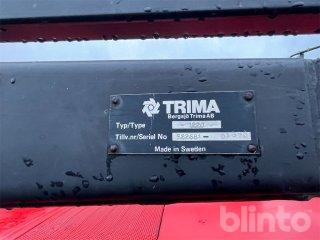 TRIMA
Bergsjö Trima AB
Typ/Type
Tillv.nr/Serial No
Made in Sweden
blinto